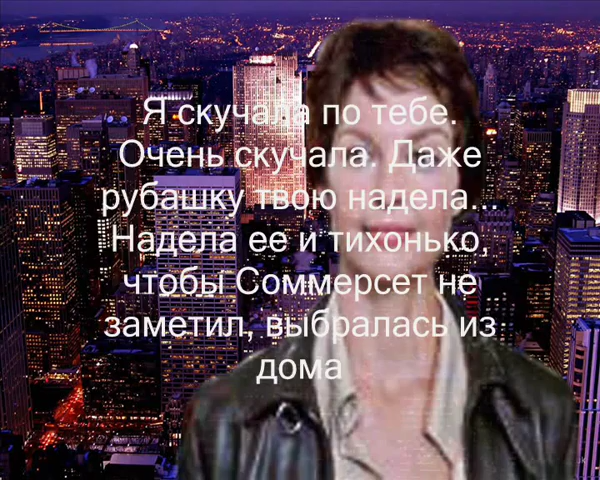 Я скучала по тебе.
Очень скучала. Даже
рубашку твою надела...
Надела ее и тихонько,
чтобы Соммерсет не
заметил, выбралась из
дома